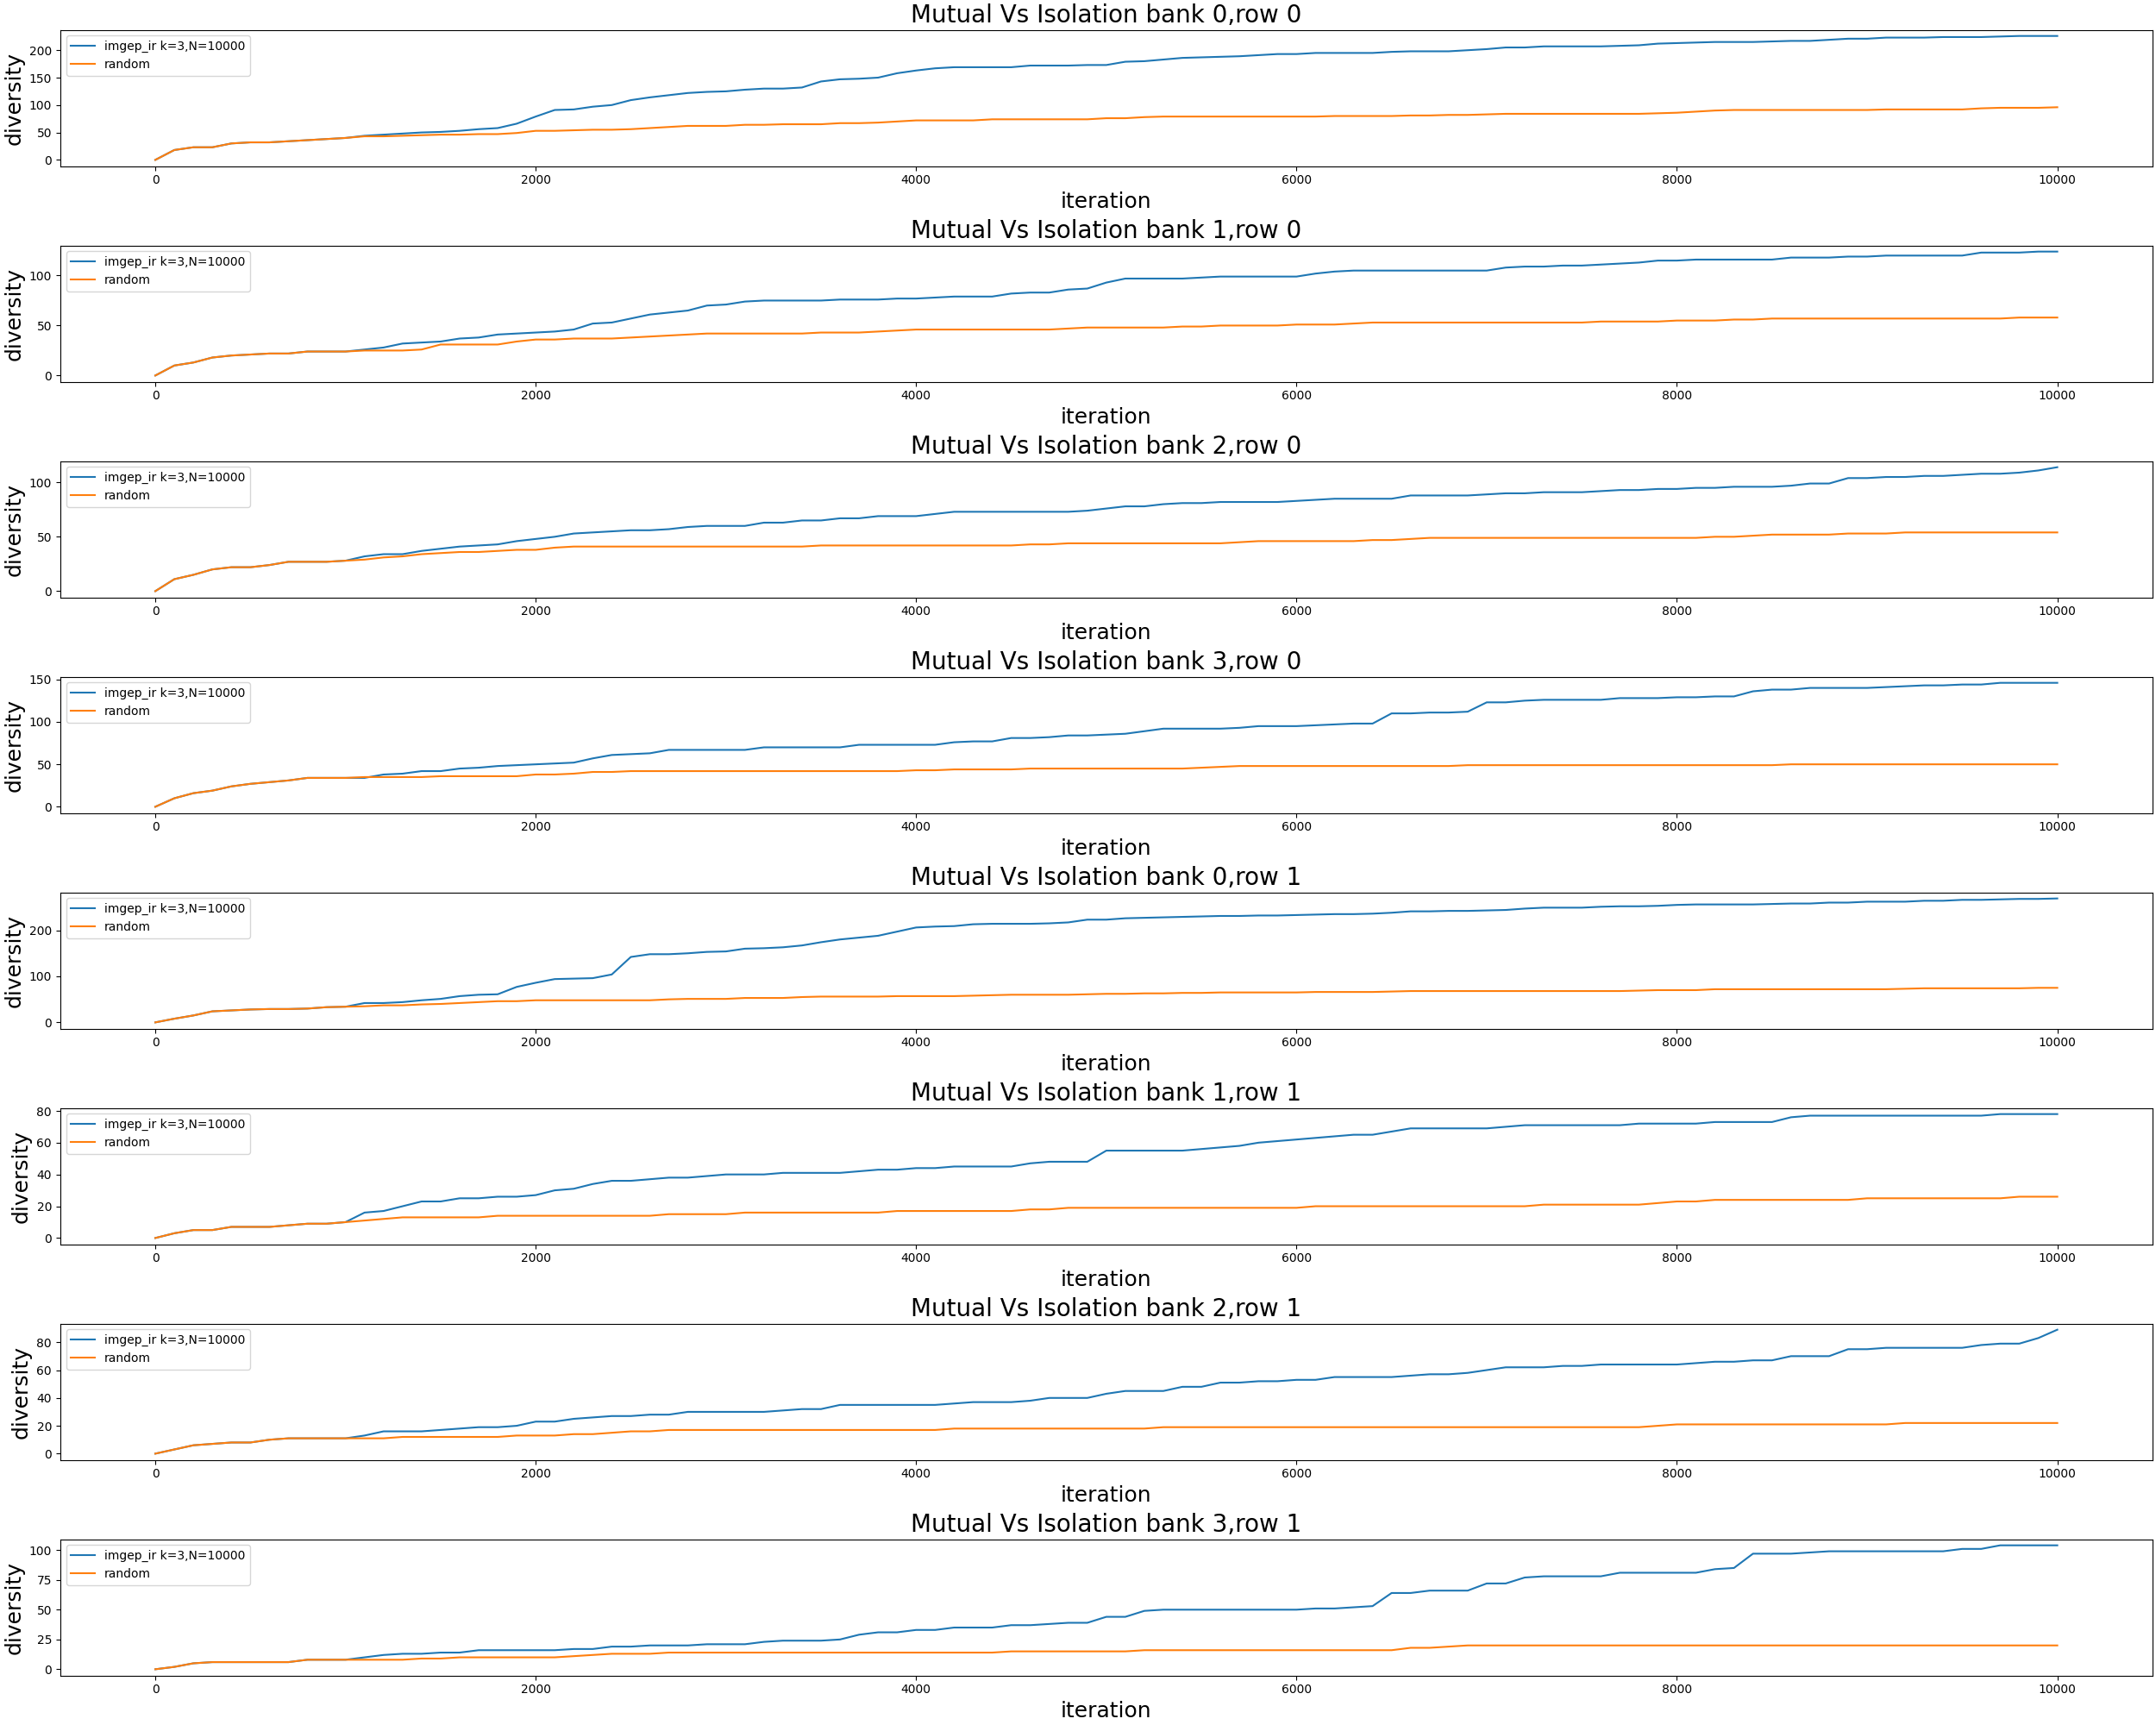 Mutual Vs Isolation bank 0,row 0
diversity
200
150
100
50
0
imgep_ir k=3,N=10000
random
0 2000 4000 6000 8000 10000
iteration
Mutual Vs Isolation bank 1,row 0
diversity
100
50
0
imgep_ir k=3,N=10000
random
0 2000 4000 6000 8000 10000
iteration
Mutual Vs Isolation bank 2,row 0
diversity
100
50
0
imgep_ir k=3,N=10000
random
0 2000 4000 6000 8000 10000
iteration
Mutual Vs Isolation bank 3,row 0
diversity
150
100
50
0
imgep_ir k=3,N=10000
random
0 2000 4000 6000 8000 10000
iteration
Mutual Vs Isolation bank 0,row 1
diversity
200
100
0
imgep_ir k=3,N=10000
random
0 2000 4000 6000 8000 10000
iteration
Mutual Vs Isolation bank 1,row 1
diversity
80
60
40
20
0
imgep_ir k=3,N=10000
random
0 2000 4000 6000 8000 10000
iteration
Mutual Vs Isolation bank 2,row 1
diversity
80
60
40
20
0
imgep_ir k=3,N=10000
random
0 2000 4000 6000 8000 10000
iteration
Mutual Vs Isolation bank 3,row 1
diversity
100
75
50
25
0
imgep_ir k=3,N=10000
random
0 2000 4000 6000 8000 10000
iteration